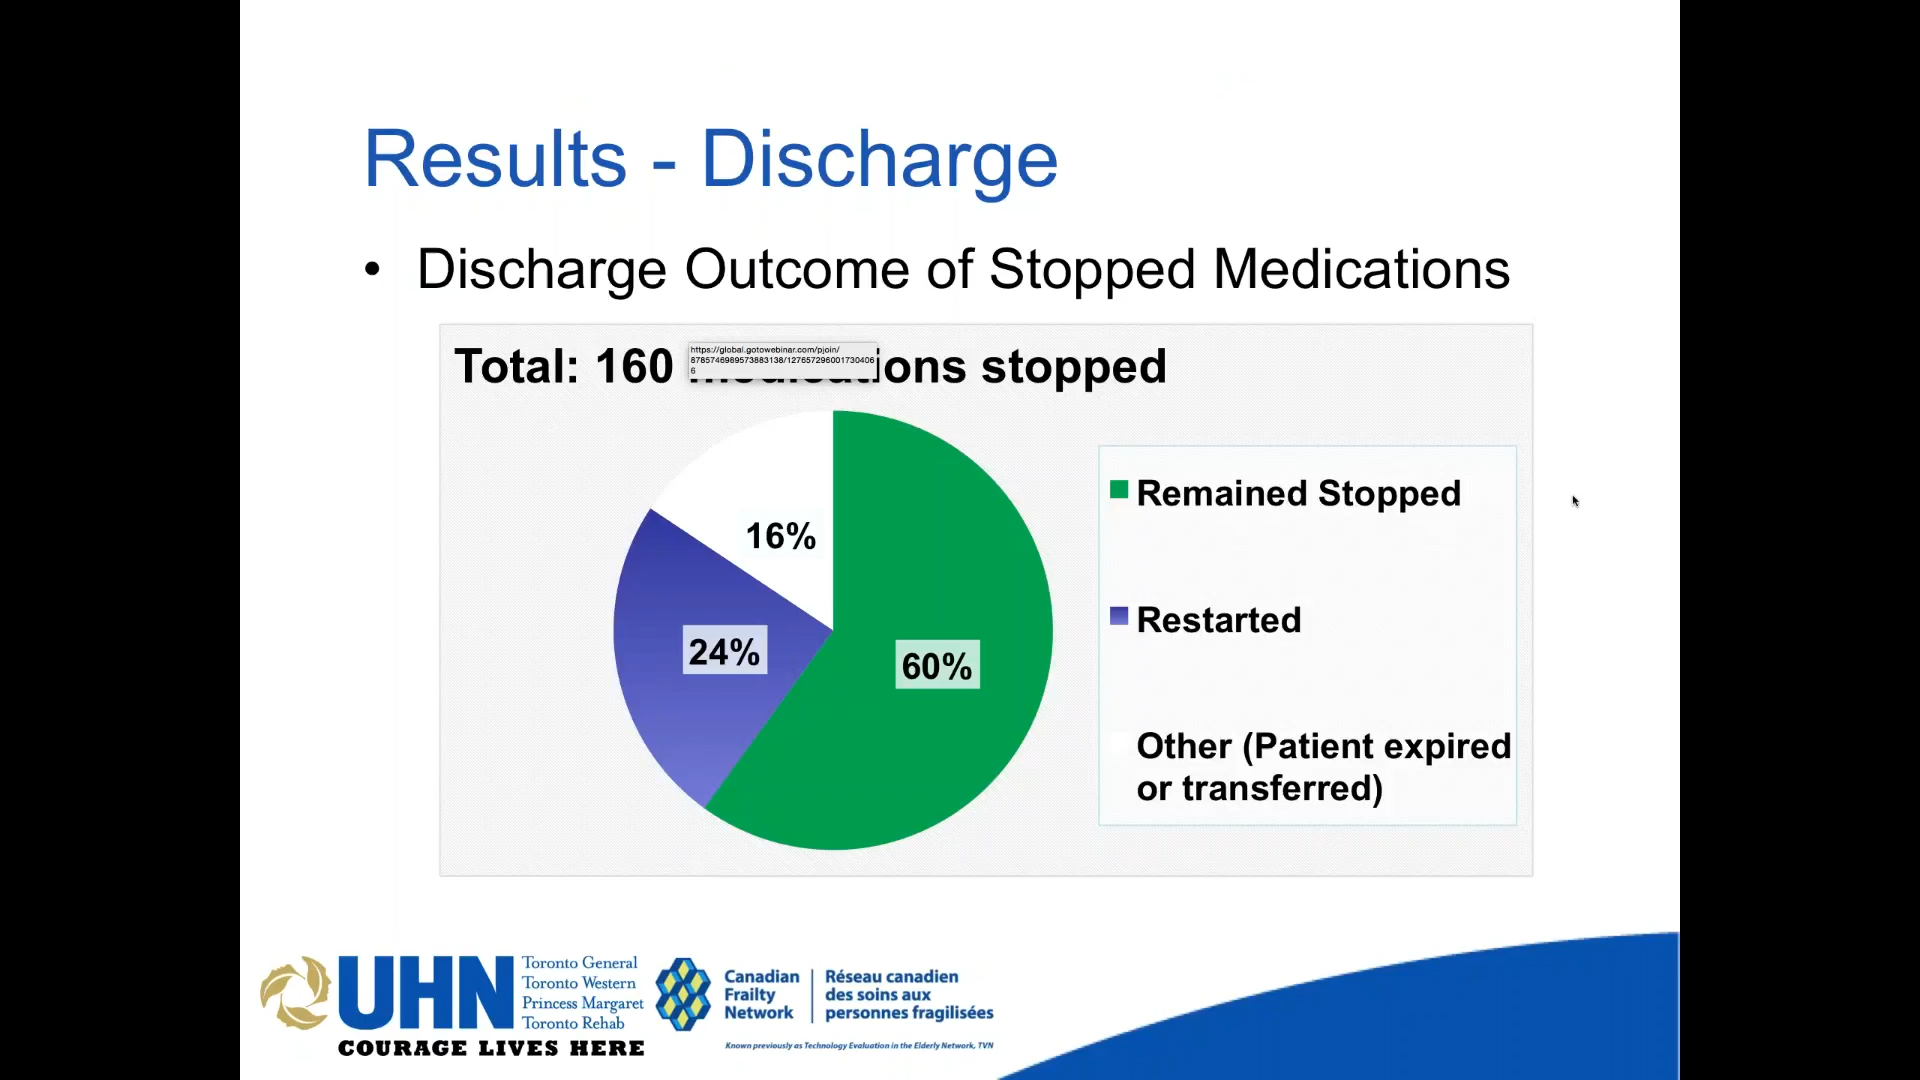 Results - Discharge
• Discharge Outcome of Stopped Medications
Total: 160 medications stopped
https://global.gotowebinar.com/pjoin/
8785746989573883138/127657296001730406
6
16%
24%
60%
Remained Stopped
Restarted
Other (Patient expired
or transferred)
UHN
Toronto General
Toronto Western
Princess Margaret
Toronto Rehab
COURAGE LIVES HERE
Canadian
Frailty
Network
Réseau canadien
des soins aux
personnes fragilisées
Known previously as Technology Evaluation in the Elderly Network, TVN